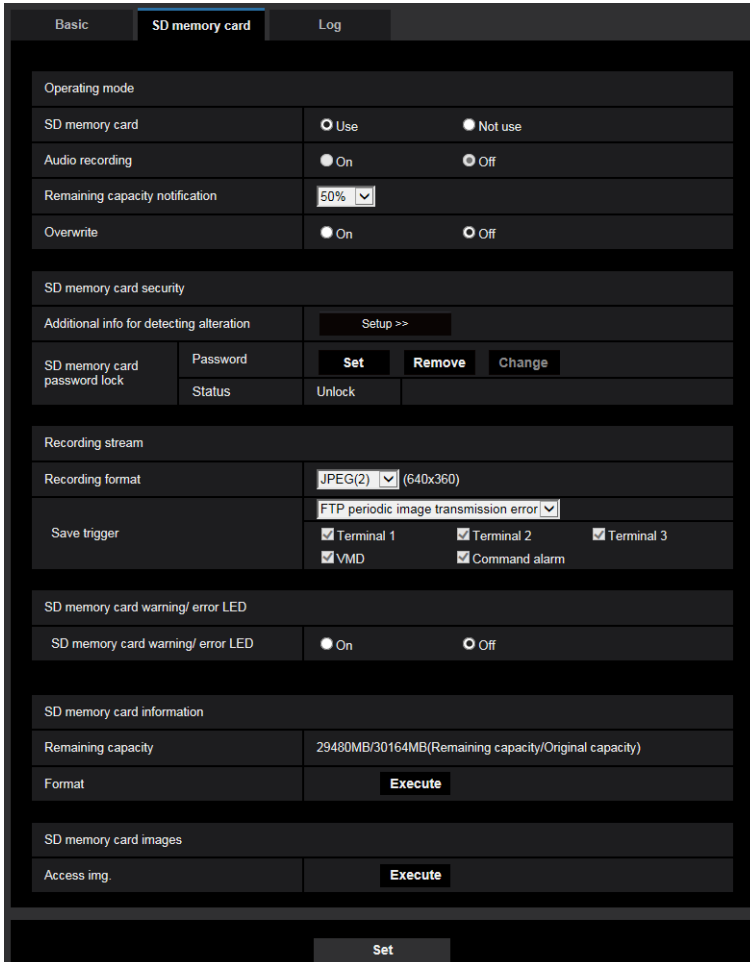 Basic SD memory card Log
Operating mode
SD memory card Use Not use
Audio recording On Off
Remaining capacity notification 50%
Overwrite On Off
SD memory card security
Additional info for detecting alteration Setup >>
SD memory card password lock Password Set Remove Change
Status Unlock
Recording stream
Recording format JPEG(2) (640x360)
Save trigger FTP periodic image transmission error
Terminal 1 Terminal 2 Terminal 3
VMD Command alarm
SD memory card warning/ error LED
SD memory card warning/ error LED On Off
SD memory card information
Remaining capacity 29480MB/30164MB(Remaining capacity/Original capacity)
Format Execute
SD memory card images
Access img. Execute
Set